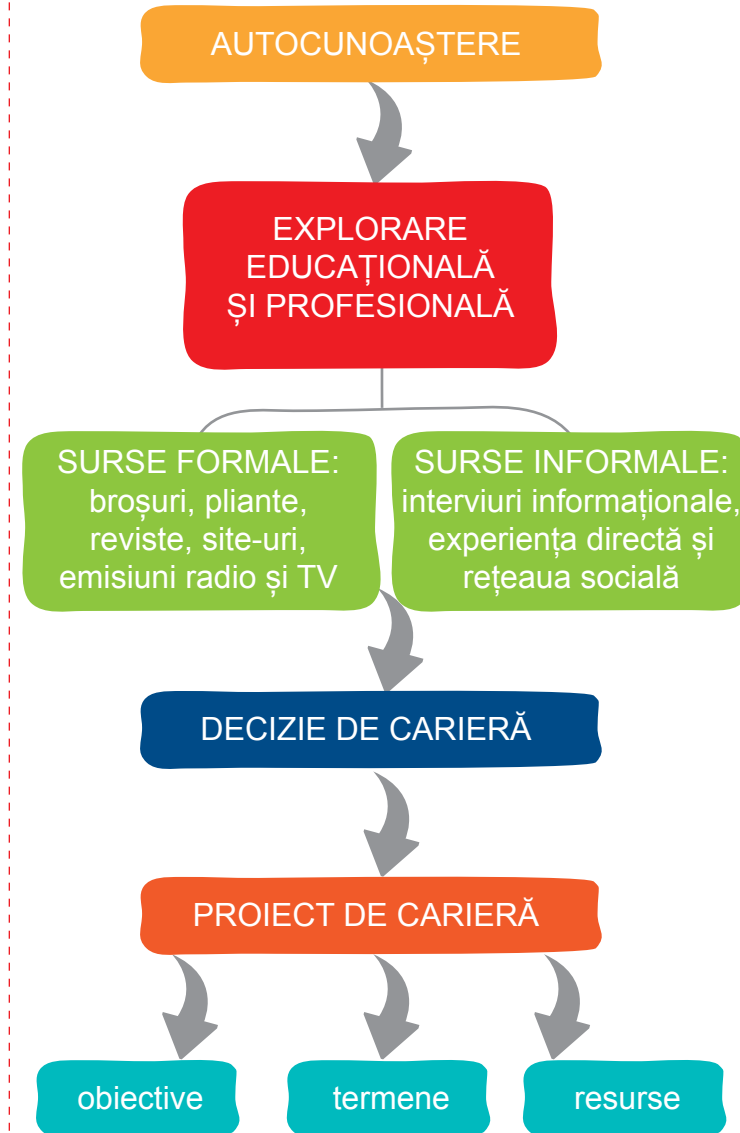 AUTOCUNOAȘTERE
EXPLORARE
EDUCAȚIONALĂ
ȘI PROFESIONALĂ
SURSE FORMALE:
broșuri, pliante,
reviste, site-uri,
emisiuni radio și TV
SURSE INFORMALE:
interviuri informaționale,
experiența directă și
rețeaua socială
DECIZIE DE CARIERĂ
PROIECT DE CARIERĂ
obiective
termene
resurse